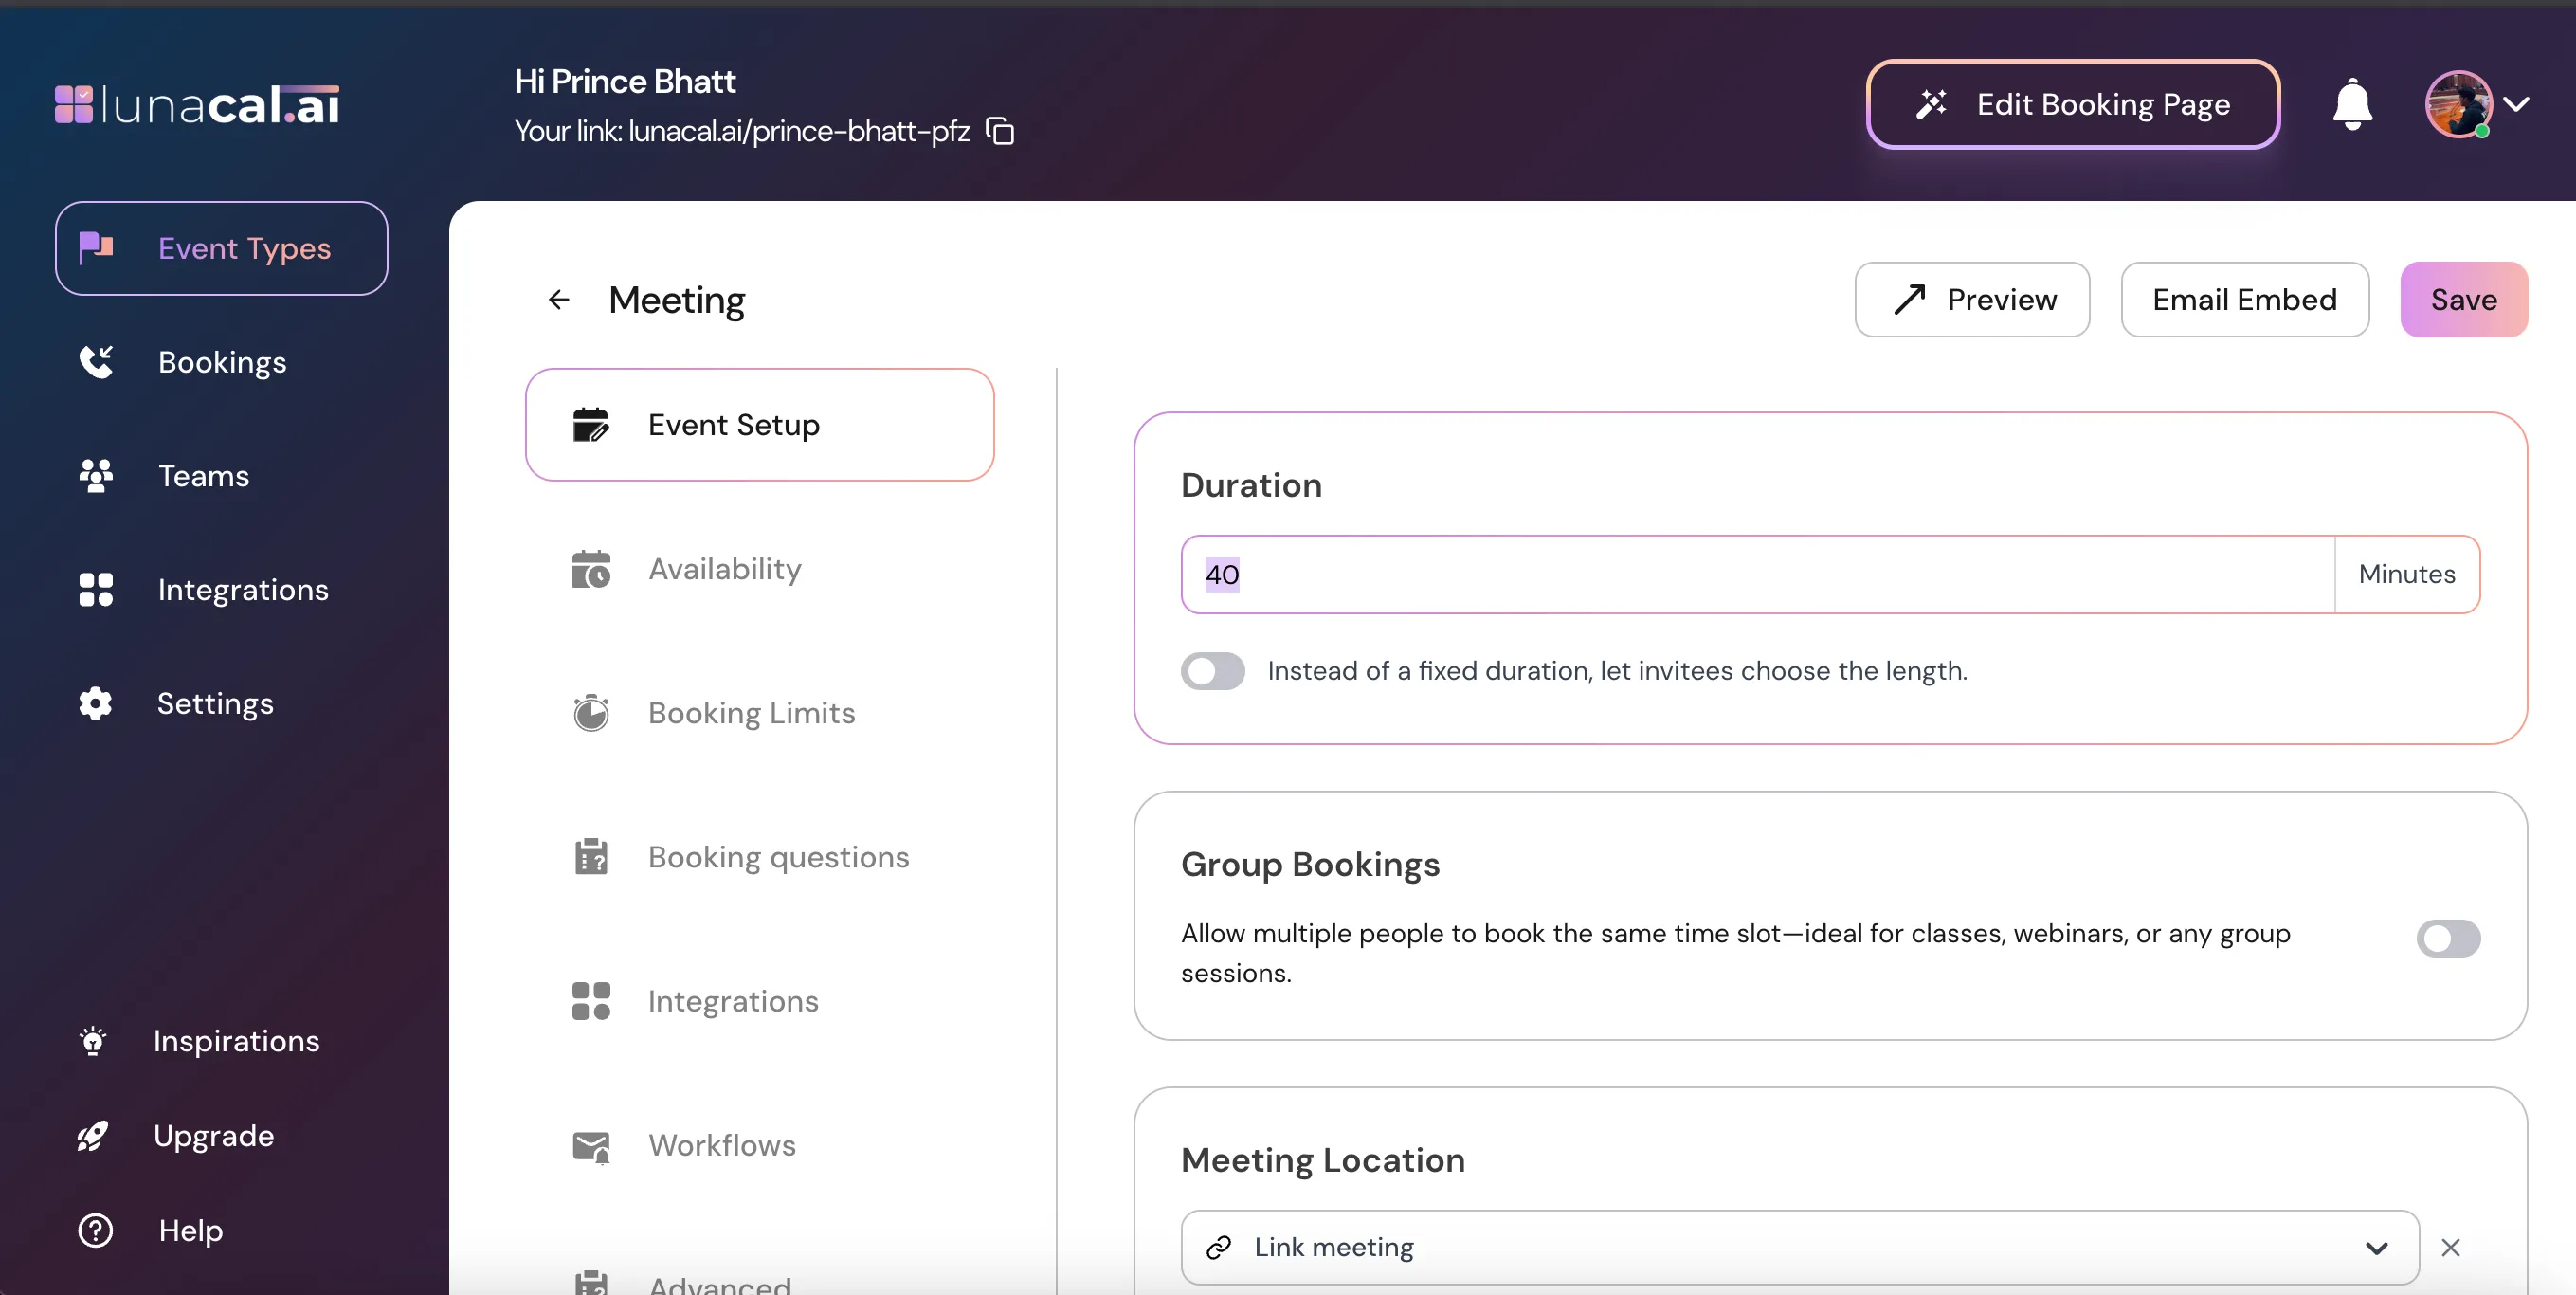 lunacal.ai
Hi Prince Bhatt
Your link: lunacal.ai/prince-bhatt-pfz
Edit Booking Page
Event Types
Bookings
Teams
Integrations
Settings
Inspirations
Upgrade
Help
Meeting
Preview
Email Embed
Save
Event Setup
Availability
Booking Limits
Booking questions
Integrations
Workflows
Advanced
Duration
40
Minutes
Instead of a fixed duration, let invitees choose the length.
Group Bookings
Allow multiple people to book the same time slot—ideal for classes, webinars, or any group
sessions.
Meeting Location
Link meeting